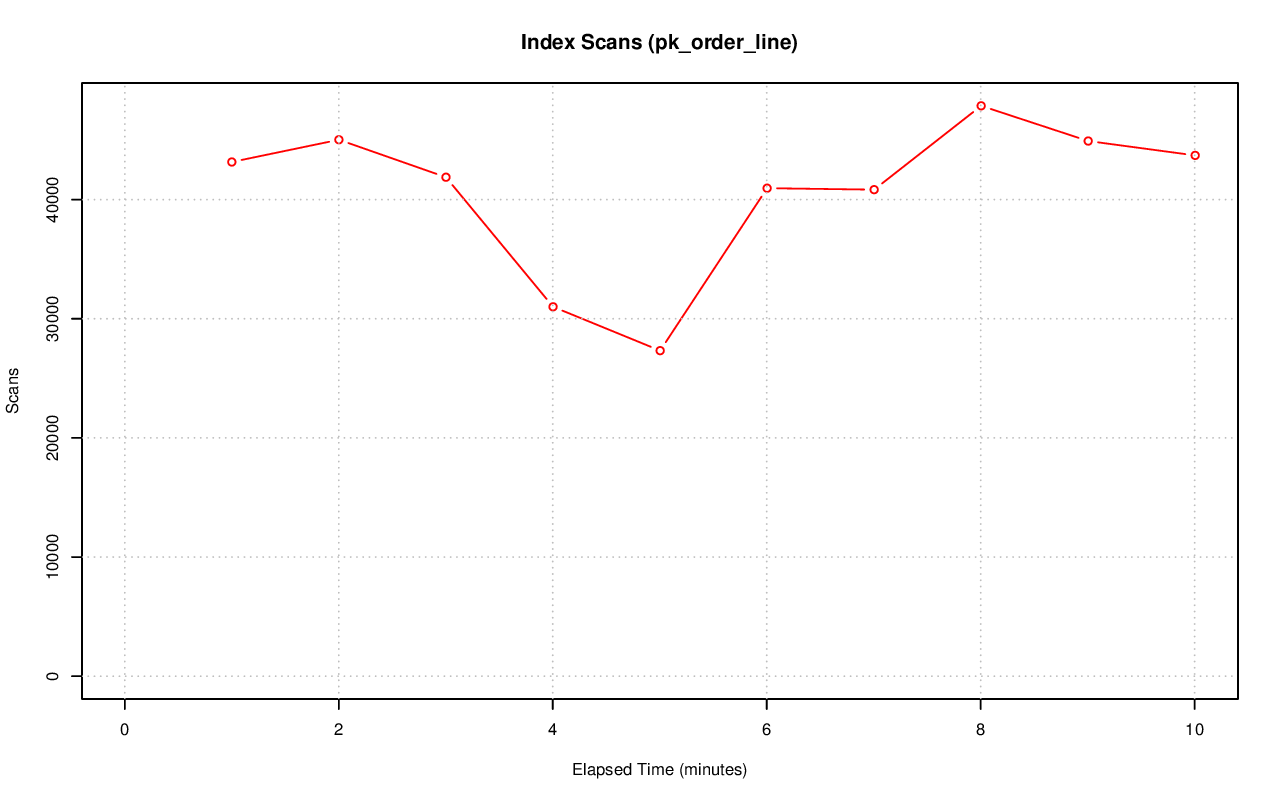 Index Scans (pk_order_line)
Scans
40000
30000
20000
10000
0
0 2 4 6 8 10
Elapsed Time (minutes)